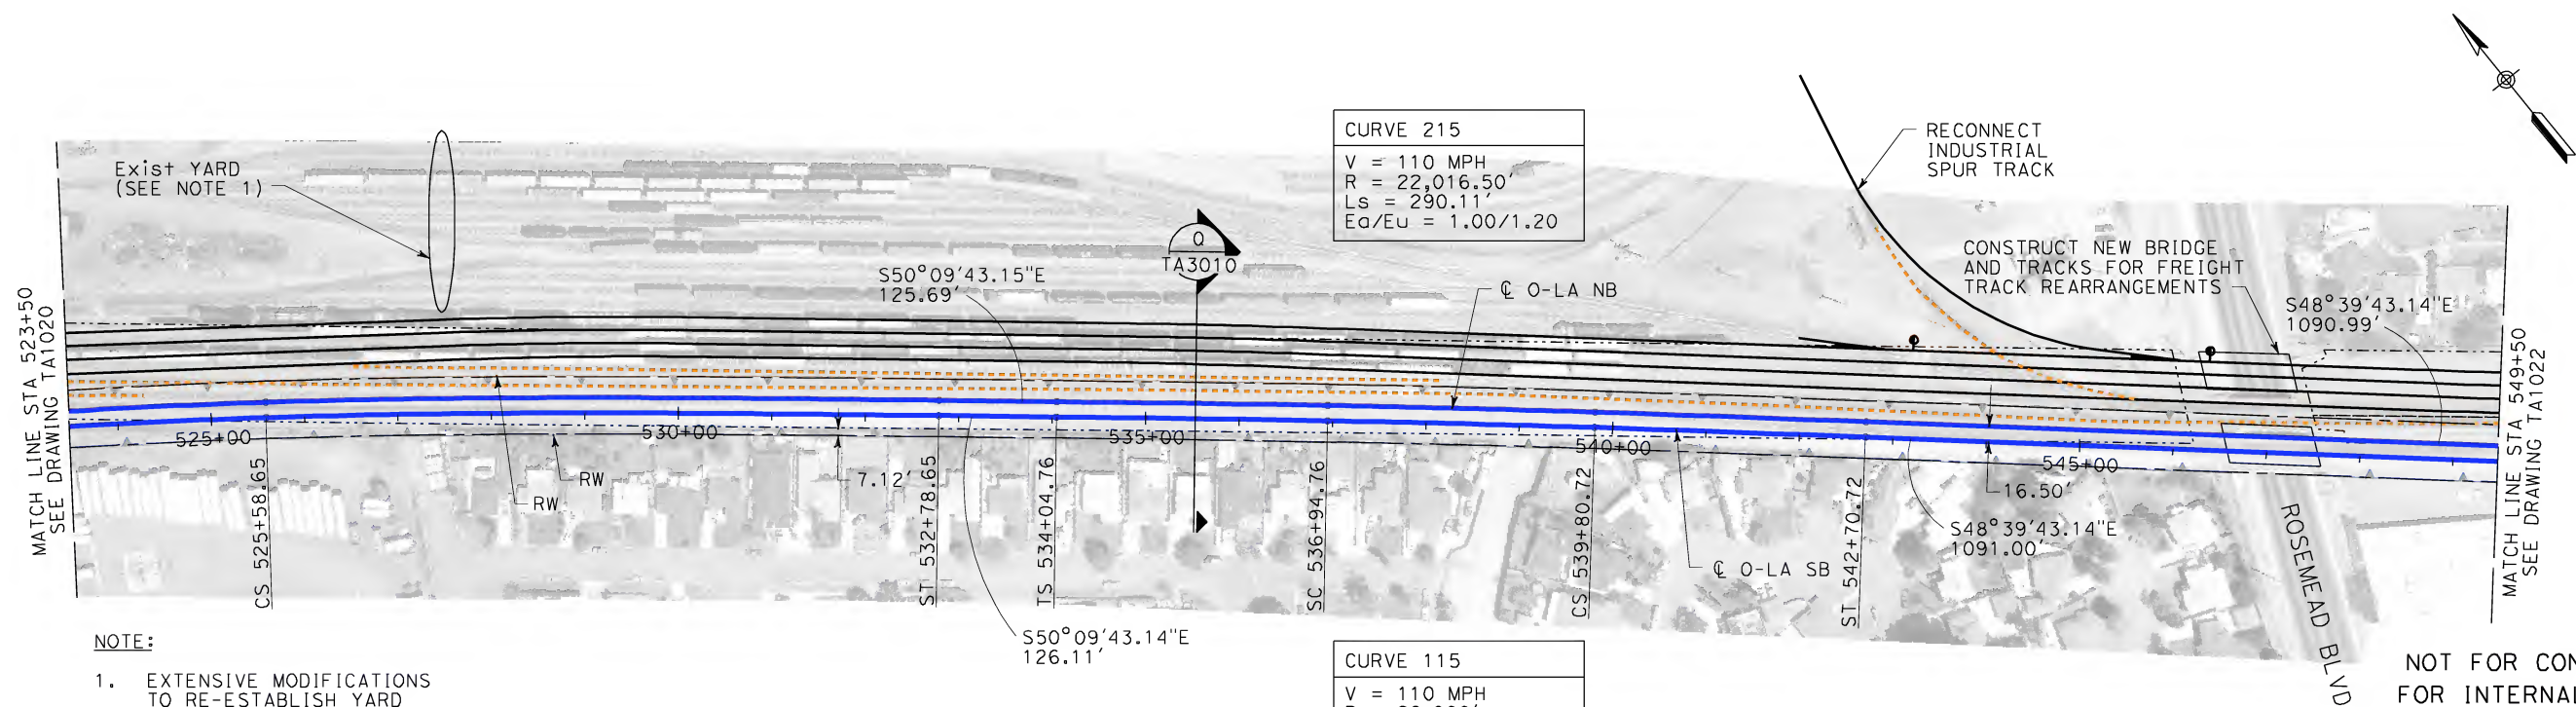 CURVE 215
V = 110 MPH
R = 22,016.50'
Ls = 290.11'
Ea/Eu = 1.00/1.20
RECONNECT
INDUSTRIAL
SPUR TRACK
Exist YARD
(SEE NOTE 1)
Q
TA3010
CONSTRUCT NEW BRIDGE
AND TRACKS FOR FREIGHT
TRACK REARRANGEMENTS
S50°09'43.15"E
125.69'
℄ O-LA NB
S48°39'43.14"E
1090.99'
MATCH LINE STA 523+50
SEE DRAWING TA1020
MATCH LINE STA 549+50
SEE DRAWING TA1022
525+00
530+00
535+00
540+00
545+00
RW
RW
7.12'
16.50'
CS 525+58.65
ST 532+78.65
TS 534+04.76
SC 536+94.76
CS 539+80.72
ST 542+70.72
S48°39'43.14"E
1091.00'
℄ O-LA SB
ROSEMEAD BLVD
S50°09'43.14"E
126.11'
NOTE:
1. EXTENSIVE MODIFICATIONS
TO RE-ESTABLISH YARD
CURVE 115
V = 110 MPH
NOT FOR CON
FOR INTERNAL